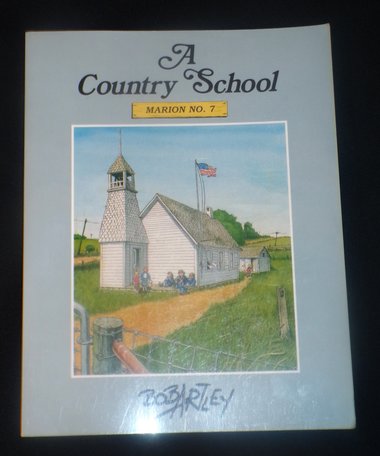 A
Country School
MARION NO. 7
BOB ARTLEY